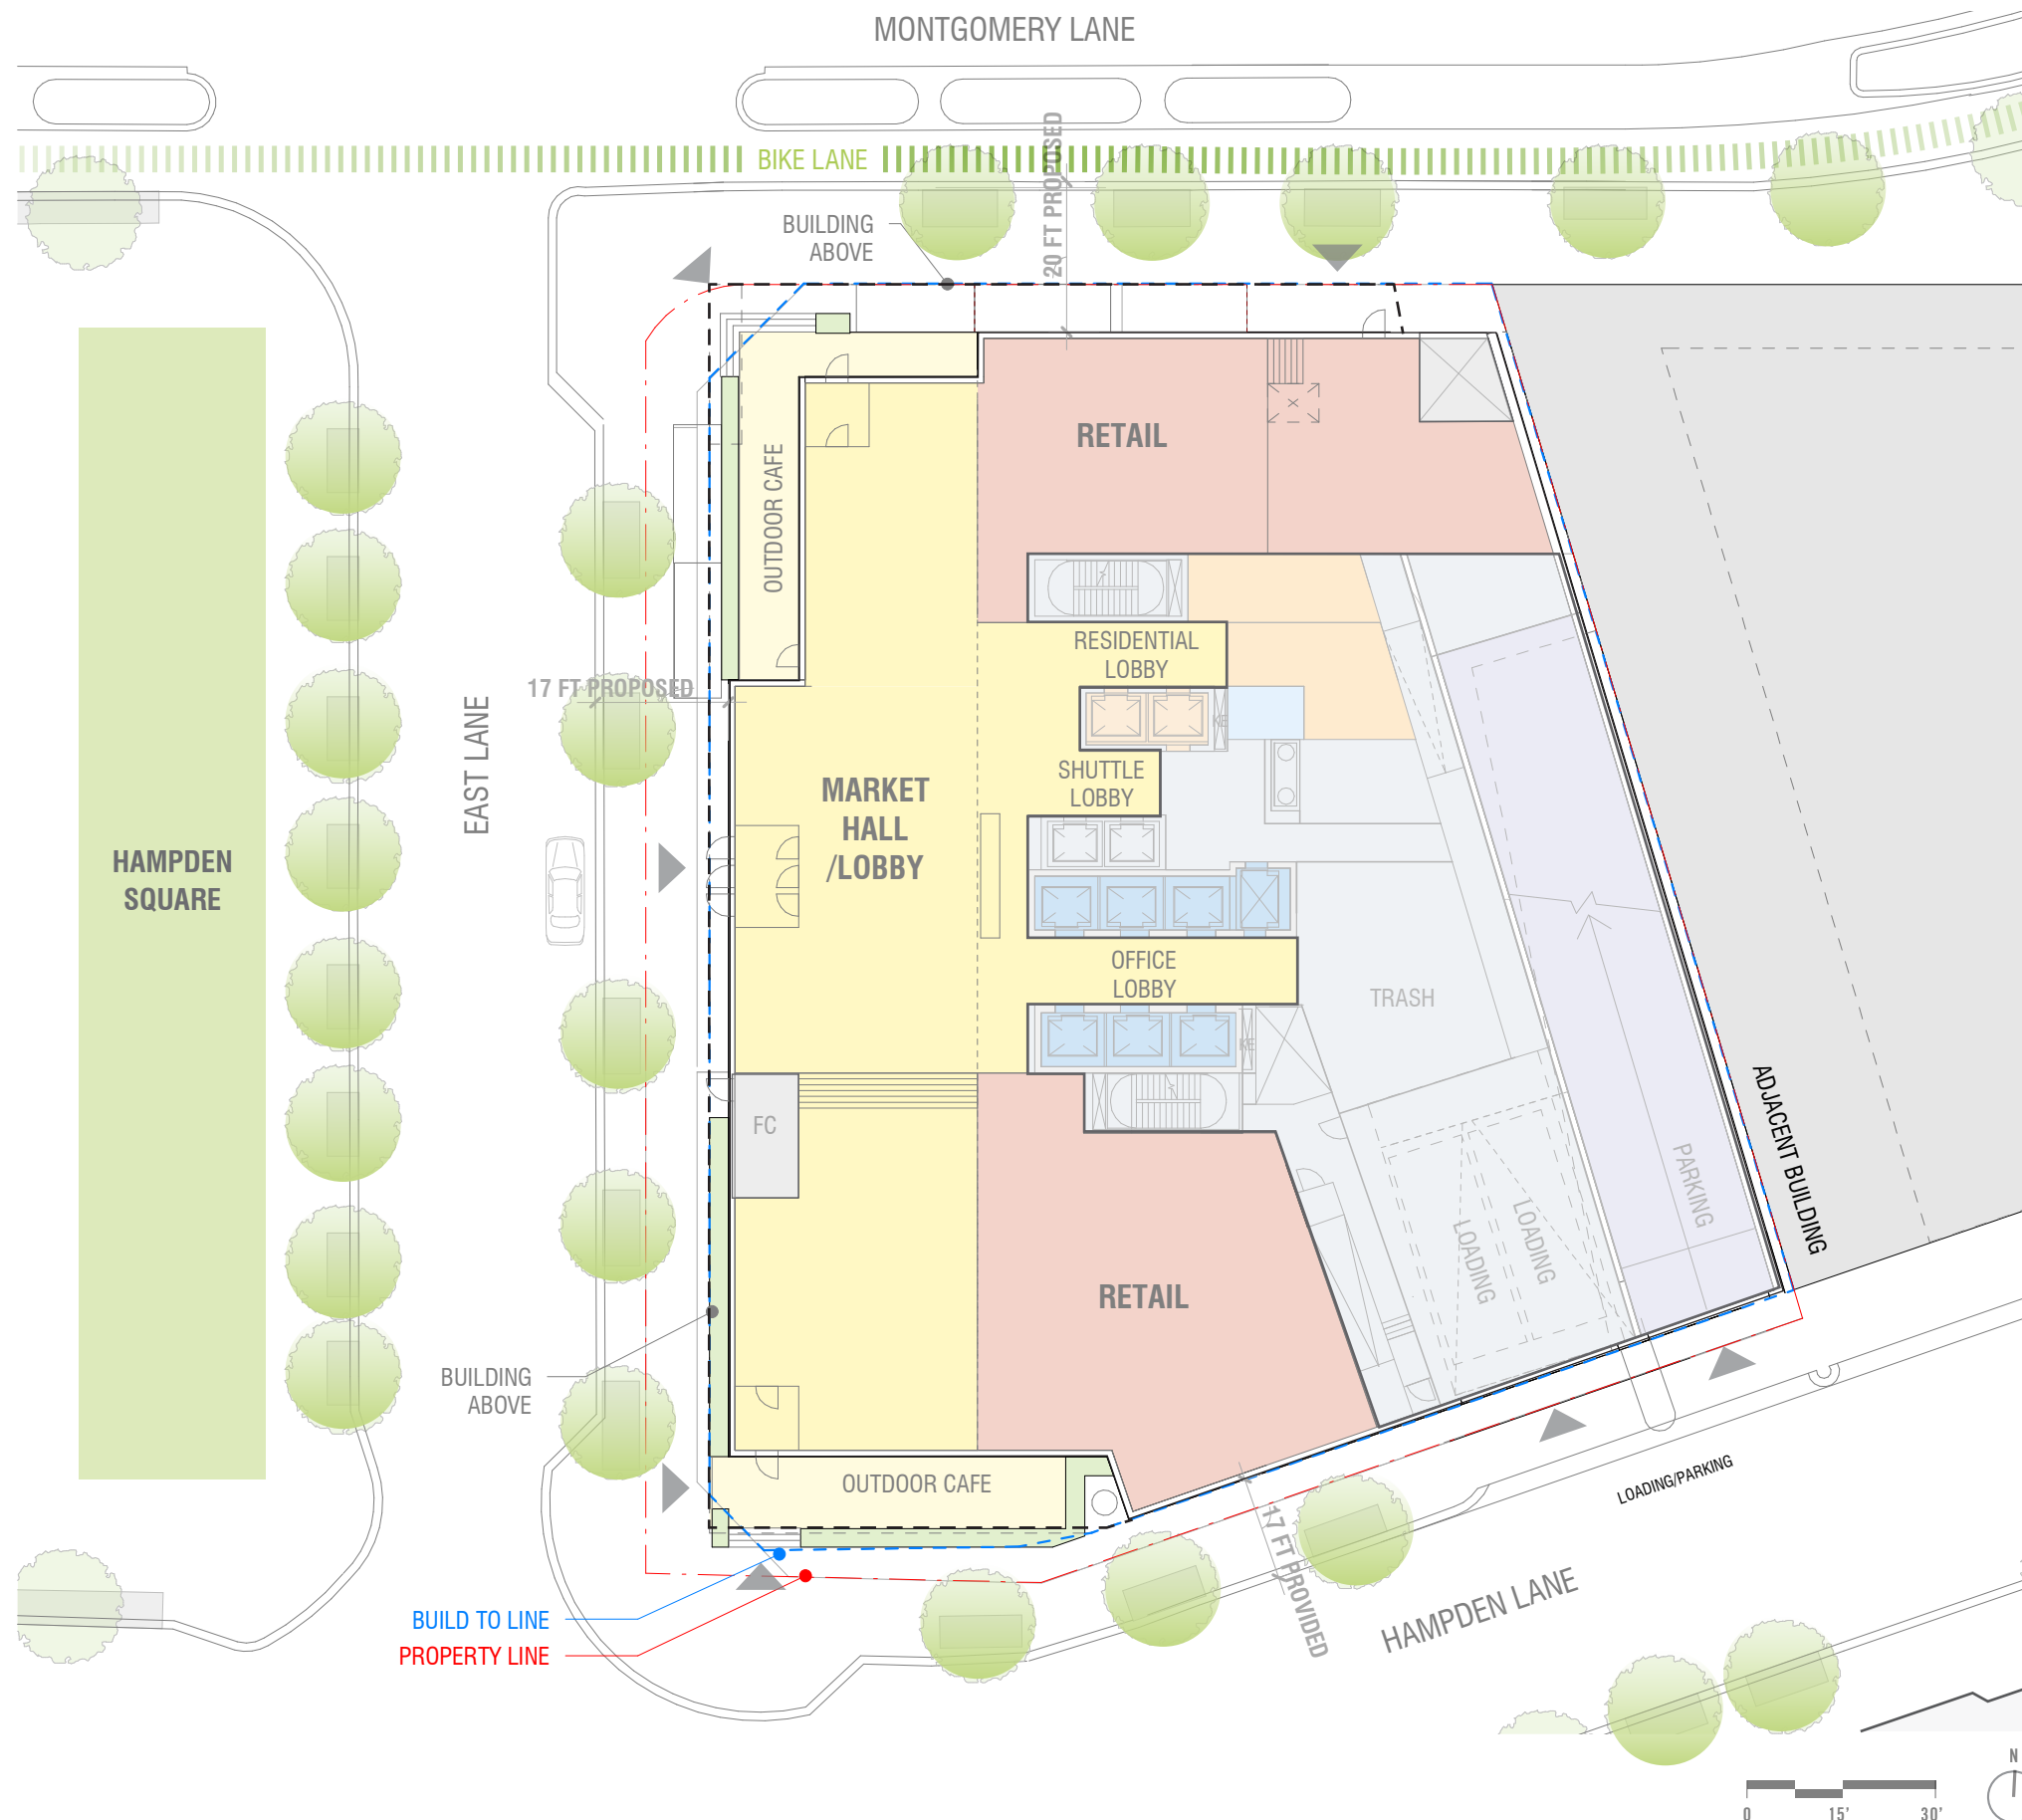 MONTGOMERY LANE
BIKE LANE
20 FT PROPOSED
BUILDING
ABOVE
RETAIL
OUTDOOR CAFE
RESIDENTIAL
LOBBY
17 FT PROPOSED
EAST LANE
KE
SHUTTLE
LOBBY
MARKET
HALL
/LOBBY
HAMPDEN
SQUARE
OFFICE
LOBBY
TRASH
KE
FC
ADJACENT BUILDING
PARKING
LOADING
LOADING
RETAIL
BUILDING
ABOVE
OUTDOOR CAFE
LOADING/PARKING
17 FT PROVIDED
HAMPDEN LANE
BUILD TO LINE
PROPERTY LINE
N
0 15' 30'